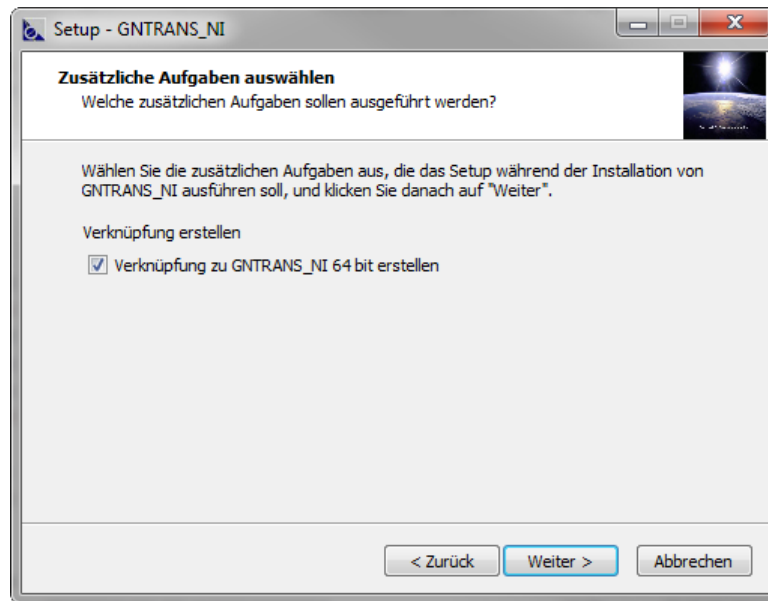 Setup - GNTRANS_NI
Zusätzliche Aufgaben auswählen
Welche zusätzlichen Aufgaben sollen ausgeführt werden?
Wählen Sie die zusätzlichen Aufgaben aus, die das Setup während der Installation von
GNTRANS_NI ausführen soll, und klicken Sie danach auf "Weiter".
Verknüpfung erstellen
Verknüpfung zu GNTRANS_NI 64 bit erstellen
< Zurück
Weiter >
Abbrechen